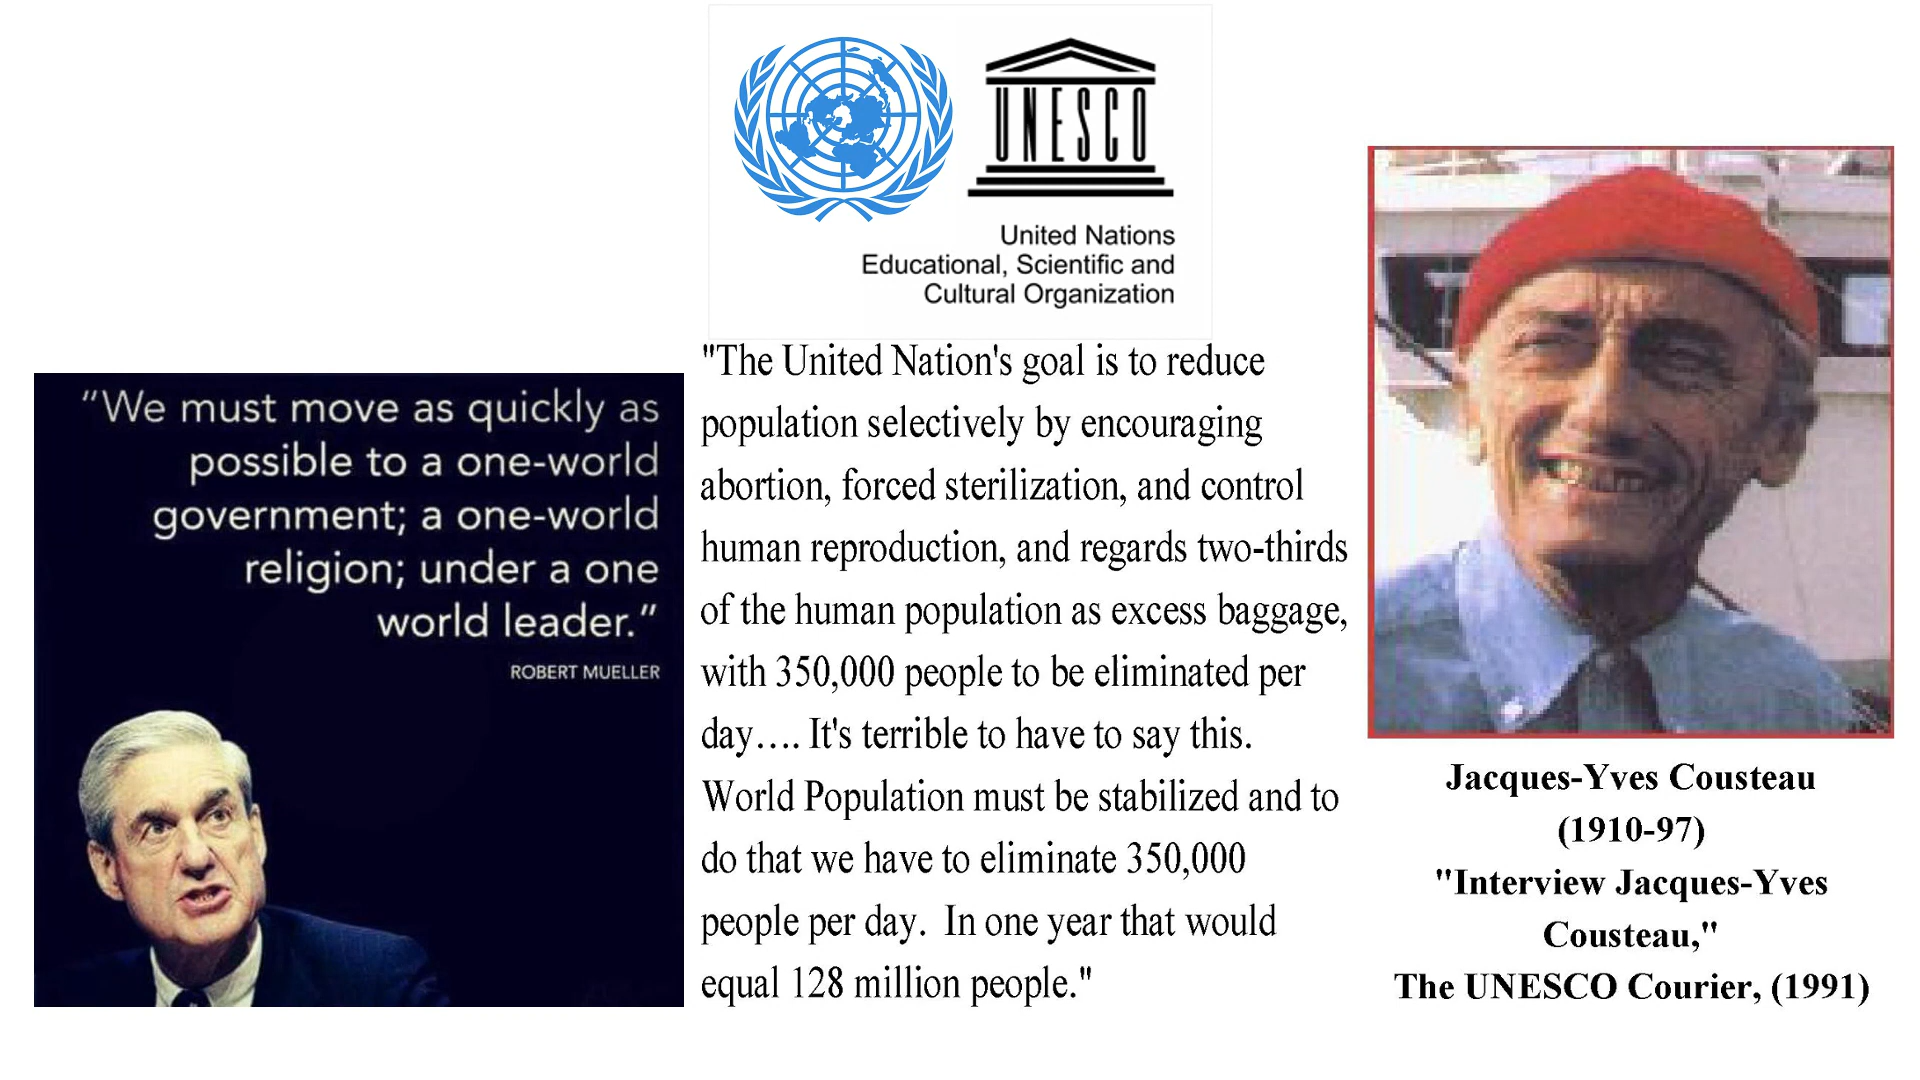 UNESCO
United Nations
Educational, Scientific and
Cultural Organization
"The United Nation's goal is to reduce
population selectively by encouraging
abortion, forced sterilization, and control
human reproduction, and regards two-thirds
of the human population as excess baggage,
with 350,000 people to be eliminated per
day…. It's terrible to have to say this.
World Population must be stabilized and to
do that we have to eliminate 350,000
people per day.  In one year that would
equal 128 million people."
“We must move as quickly as
possible to a one-world
government; a one-world
religion; under a one
world leader.”
ROBERT MUELLER
Jacques-Yves Cousteau
(1910-97)
"Interview Jacques-Yves
Cousteau,"
The UNESCO Courier, (1991)